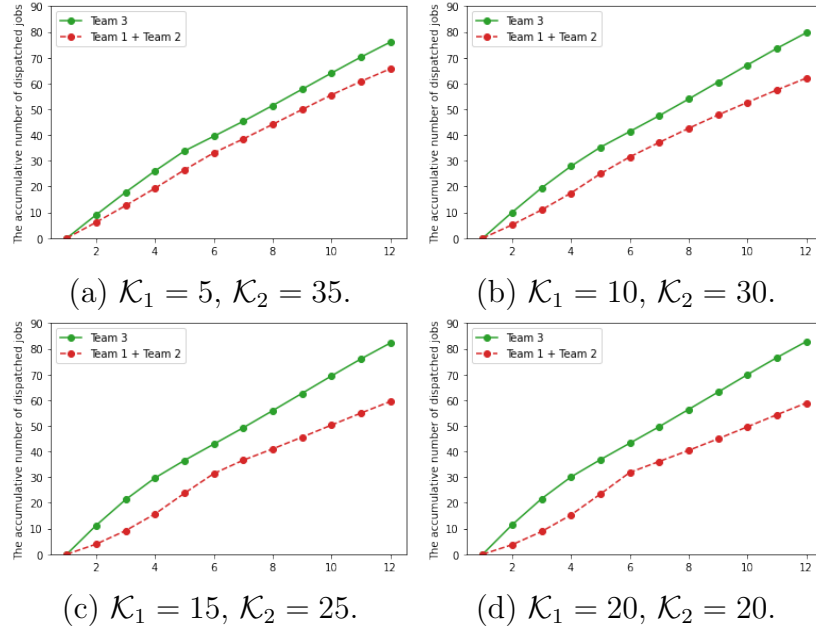 The accumulative number of dispatched jobs
90
80
70
60
50
40
30
20
10
0
2 4 6 8 10 12
Team 3
Team 1 + Team 2
(a) 𝒦₁ = 5, 𝒦₂ = 35.
The accumulative number of dispatched jobs
90
80
70
60
50
40
30
20
10
0
2 4 6 8 10 12
Team 3
Team 1 + Team 2
(b) 𝒦₁ = 10, 𝒦₂ = 30.
The accumulative number of dispatched jobs
90
80
70
60
50
40
30
20
10
0
2 4 6 8 10 12
Team 3
Team 1 + Team 2
(c) 𝒦₁ = 15, 𝒦₂ = 25.
The accumulative number of dispatched jobs
90
80
70
60
50
40
30
20
10
0
2 4 6 8 10 12
Team 3
Team 1 + Team 2
(d) 𝒦₁ = 20, 𝒦₂ = 20.